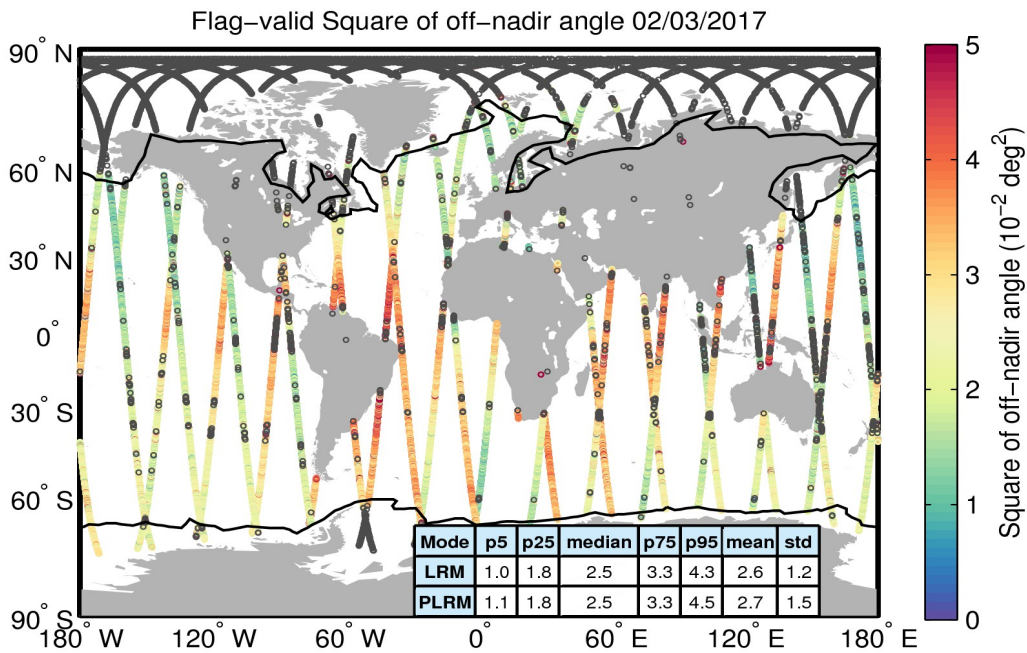 Flag-valid Square of off-nadir angle 02/03/2017
90° N
60° N
30° N
0°
30° S
60° S
90° S
180° W
120° W
60° W
0°
60° E
120° E
180° E
Mode p5 p25 median p75 p95 mean std
LRM 1.0 1.8 2.5 3.3 4.3 2.6 1.2
PLRM 1.1 1.8 2.5 3.3 4.5 2.7 1.5
5
4
3
2
1
0
Square of off-nadir angle (10⁻² deg²)